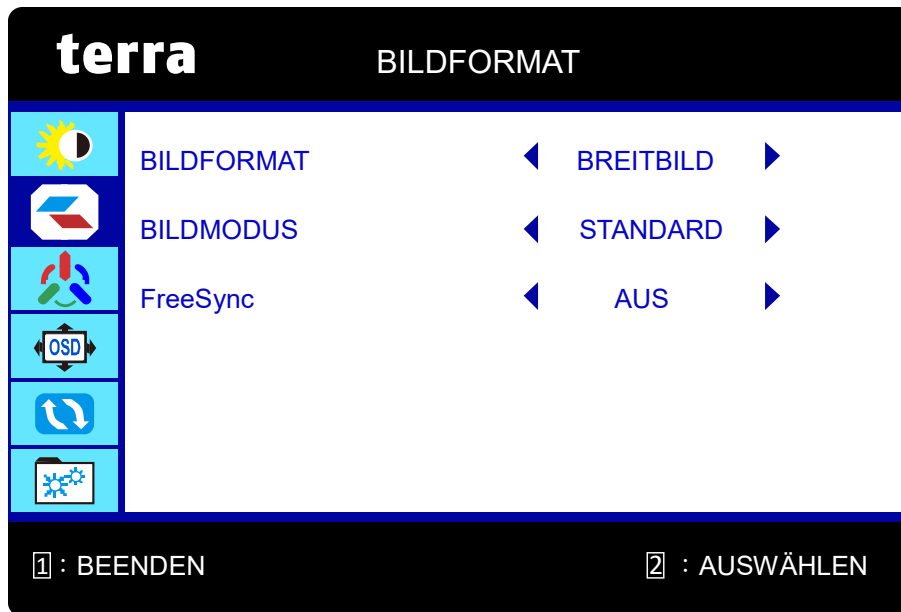 terra BILDFORMAT
BILDFORMAT BREITBILD
BILDMODUS STANDARD
FreeSync AUS
OSD
1 : BEENDEN 2 : AUSWÄHLEN